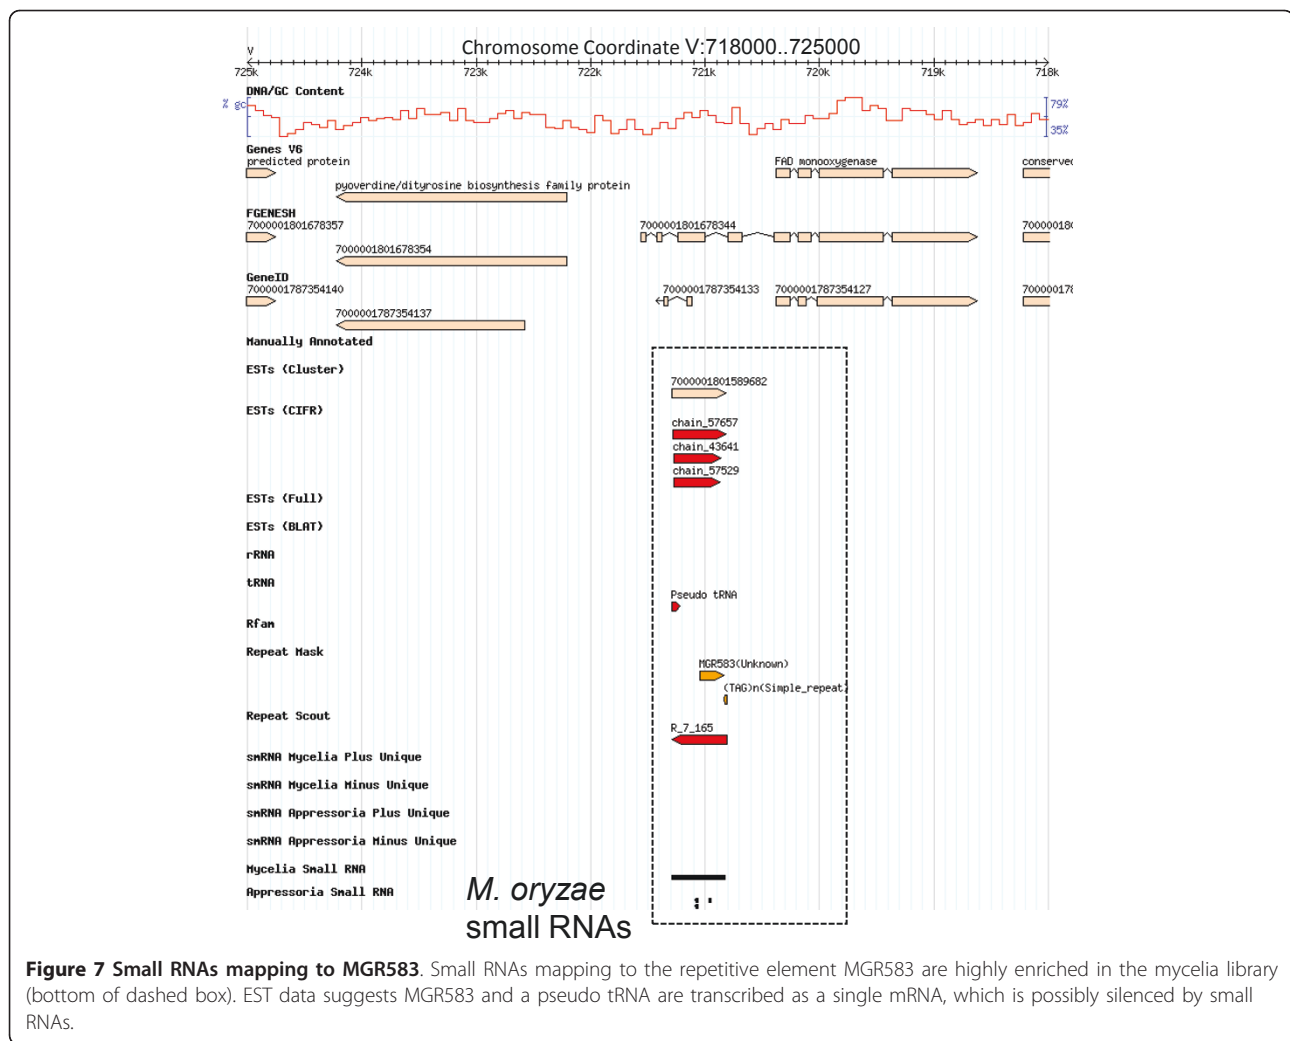 Chromosome Coordinate V:718000..725000
V
725k 724k 723k 722k 721k 720k 719k 718k
DNA/GC Content
% gc 79%
35%
Genes V6
predicted protein FAD monooxygenase conserved
pyoverdine/dityrosine biosynthesis family protein
FGENESH
7000001801678357 7000001801678344 70000018018
7000001801678354
GeneID
7000001787354140 7000001787354133 7000001787354127 700000178
7000001787354137
Manually Annotated
ESTs (Cluster)
7000001801589682
ESTs (CIFR)
chain_57657
chain_43641
chain_57529
ESTs (Full)
ESTs (BLAT)
rRNA
tRNA
Pseudo tRNA
Rfam
Repeat Mask
MGR583(Unknown)
(TAG)n(Simple_repeat)
Repeat Scout
R_7_165
smRNA Mycelia Plus Unique
smRNA Mycelia Minus Unique
smRNA Appressoria Plus Unique
smRNA Appressoria Minus Unique
Mycelia Small RNA
Appressoria Small RNA
M. oryzae
small RNAs
Figure 7 Small RNAs mapping to MGR583. Small RNAs mapping to the repetitive element MGR583 are highly enriched in the mycelia library
(bottom of dashed box). EST data suggests MGR583 and a pseudo tRNA are transcribed as a single mRNA, which is possibly silenced by small
RNAs.